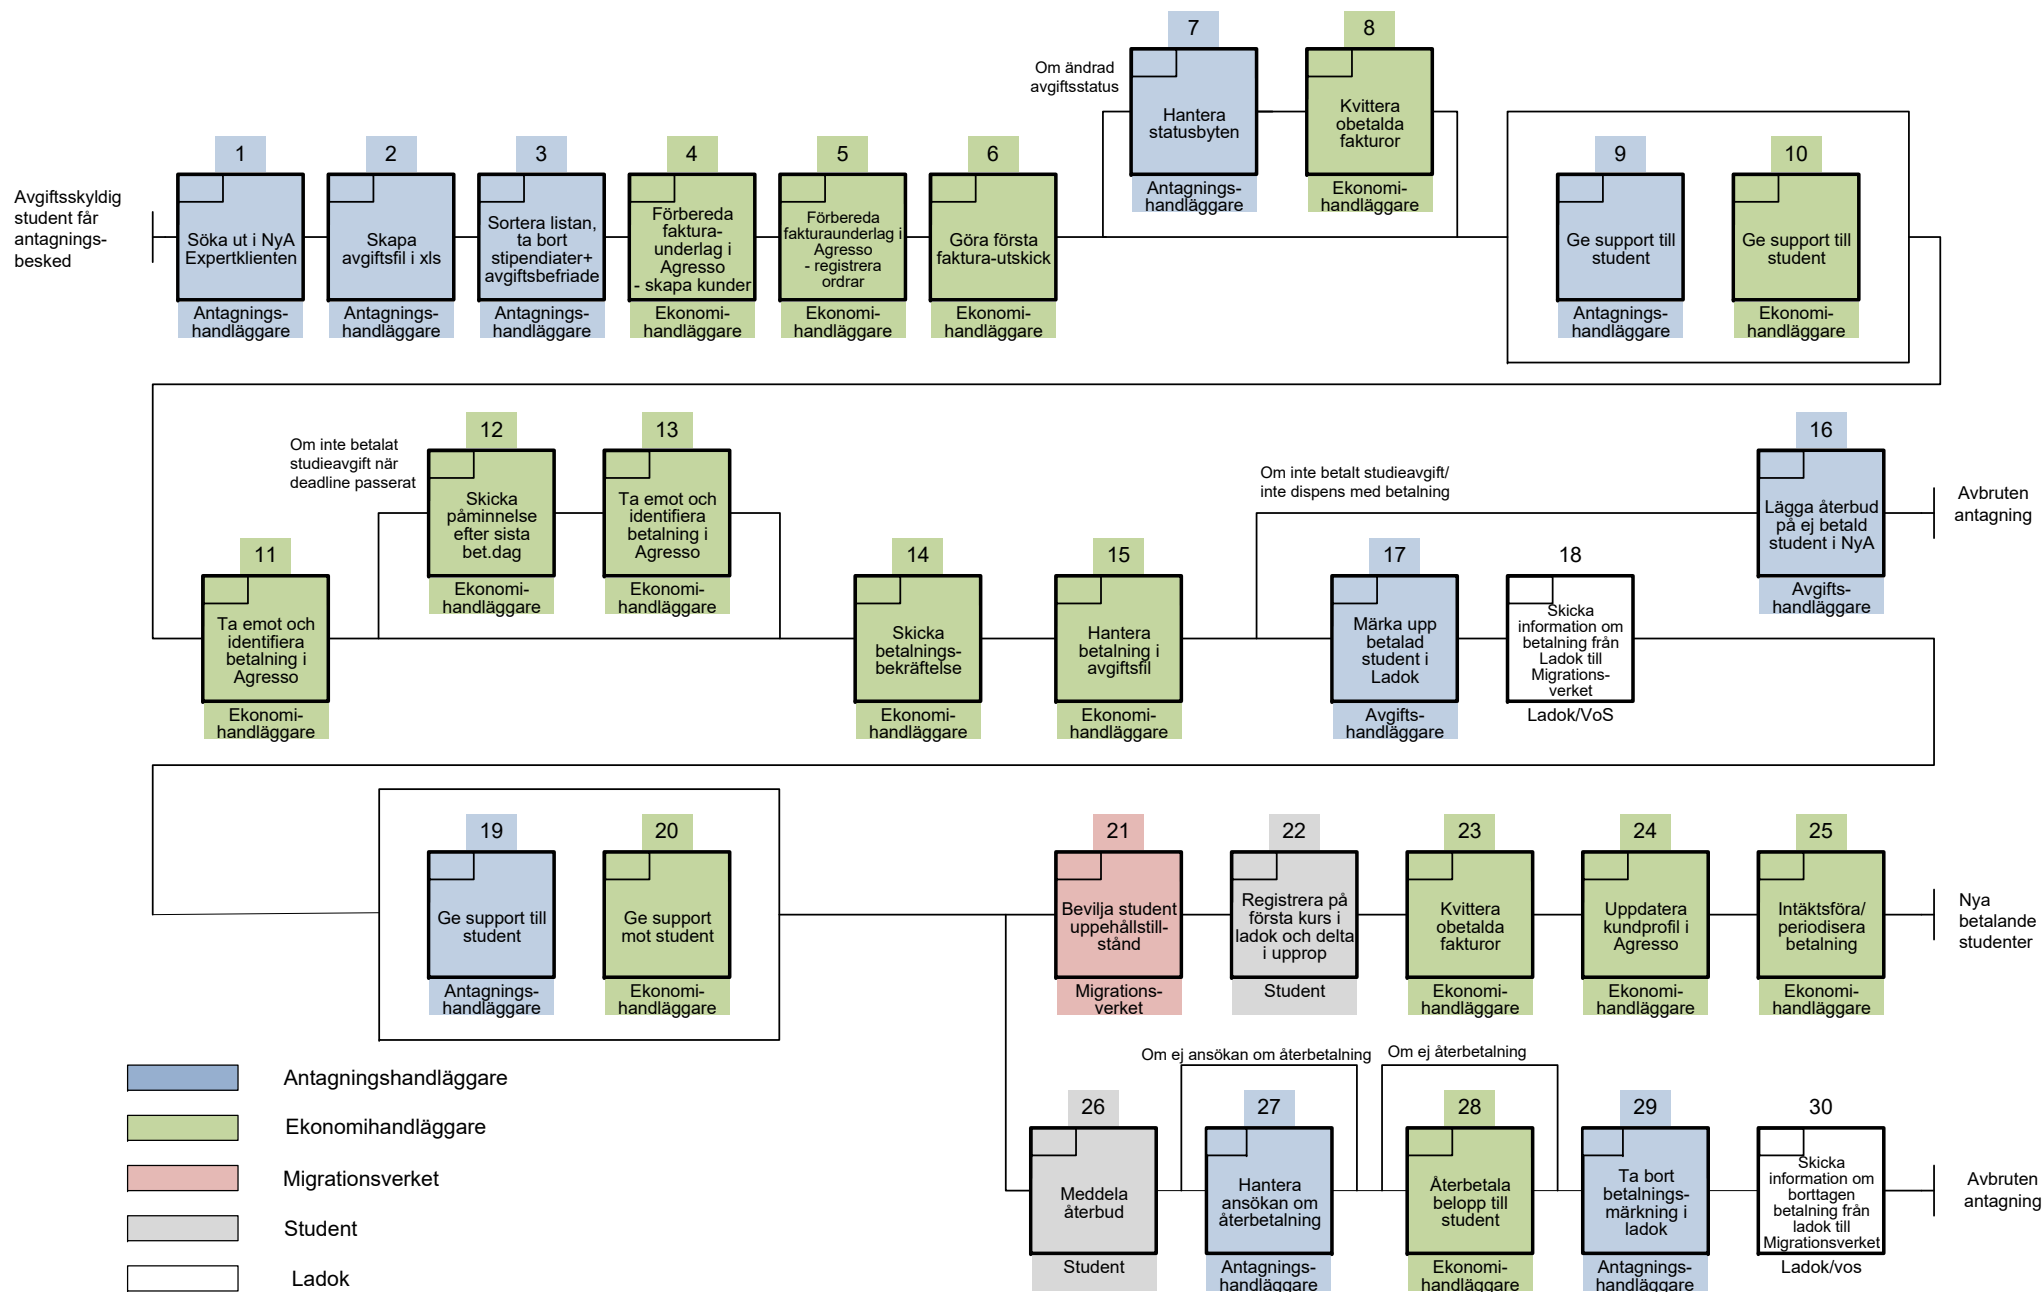 7
8
Om ändrad
avgiftsstatus
Hantera
statusbyten
Kvittera
obetalda
fakturor
Antagnings-
handläggare
Ekonomi-
handläggare
1
2
3
4
5
6
9
10
Avgiftsskyldig
student får
antagnings-
besked
Söka ut i NyA
Expertklienten
Skapa
avgiftsfil i xls
Sortera listan,
ta bort
stipendiater+
avgiftsbefriade
Förbereda
faktura-
underlag i
Agresso
- skapa kunder
Förbereda
fakturaunderlag i
Agresso
- registrera
ordrar
Göra första
faktura-utskick
Ge support till
student
Ge support till
student
Antagnings-
handläggare
Antagnings-
handläggare
Antagnings-
handläggare
Ekonomi-
handläggare
Ekonomi-
handläggare
Ekonomi-
handläggare
Antagnings-
handläggare
Ekonomi-
handläggare
12
13
16
Om inte betalat
studieavgift när
deadline passerat
Skicka
påminnelse
efter sista
bet.dag
Ta emot och
identifiera
betalning i
Agresso
Om inte betalt studieavgift/
inte dispens med betalning
Lägga återbud
på ej betald
student i NyA
Avbruten
antagning
Ekonomi-
handläggare
Ekonomi-
handläggare
Avgifts-
handläggare
11
14
15
17
18
Ta emot och
identifiera
betalning i
Agresso
Skicka
betalnings-
bekräftelse
Hantera
betalning i
avgiftsfil
Märka upp
betalad
student i
Ladok
Skicka
information om
betalning från
Ladok till
Migrations-
verket
Ekonomi-
handläggare
Ekonomi-
handläggare
Ekonomi-
handläggare
Avgifts-
handläggare
Ladok/VoS
19
20
21
22
23
24
25
Ge support till
student
Ge support
mot student
Bevilja student
uppehållstill-
stånd
Registrera på
första kurs i
ladok och delta
i upprop
Kvittera
obetalda
fakturor
Uppdatera
kundprofil i
Agresso
Intäktsföra/
periodisera
betalning
Nya
betalande
studenter
Antagnings-
handläggare
Ekonomi-
handläggare
Migrations-
verket
Student
Ekonomi-
handläggare
Ekonomi-
handläggare
Ekonomi-
handläggare
Om ej ansökan om återbetalning
Om ej återbetalning
26
27
28
29
30
Meddela
återbud
Hantera
ansökan om
återbetalning
Återbetala
belopp till
student
Ta bort
betalnings-
märkning i
ladok
Skicka
information om
borttagen
betalning från
ladok till
Migrationsverket
Avbruten
antagning
Student
Antagnings-
handläggare
Ekonomi-
handläggare
Antagnings-
handläggare
Ladok/vos
Antagningshandläggare
Ekonomihandläggare
Migrationsverket
Student
Ladok